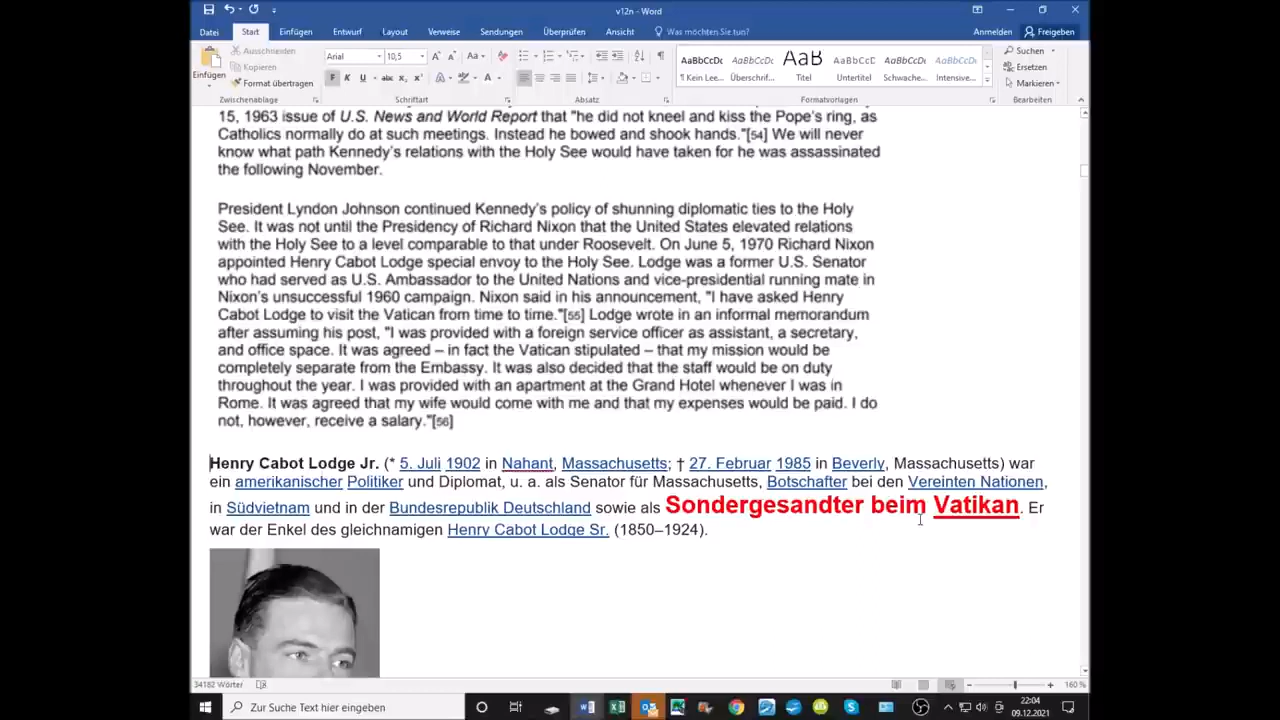 v12n - Word
Datei Start Einfügen Entwurf Layout Verweise Sendungen Überprüfen Ansicht Was möchten Sie tun? Anmelden Freigeben
Einfügen
Ausschneiden
Kopieren
Format übertragen
Zwischenablage
Arial 10,5
F K U abc x₂ x²
Schriftart
Absatz
AaBbCcDc AaBbCcDc AaB AaBbCcD AaBbCcDc AaBbCcDc
¶ Kein Lee... Überschrif... Titel Untertitel Schwache... Intensive...
Formatvorlagen
Suchen
Ersetzen
Markieren
Bearbeiten
15, 1963 issue of U.S. News and World Report that "he did not kneel and kiss the Pope's ring, as
Catholics normally do at such meetings. Instead he bowed and shook hands."[54] We will never
know what path Kennedy's relations with the Holy See would have taken for he was assassinated
the following November.
President Lyndon Johnson continued Kennedy's policy of shunning diplomatic ties to the Holy
See. It was not until the Presidency of Richard Nixon that the United States elevated relations
with the Holy See to a level comparable to that under Roosevelt. On June 5, 1970 Richard Nixon
appointed Henry Cabot Lodge special envoy to the Holy See. Lodge was a former U.S. Senator
who had served as U.S. Ambassador to the United Nations and vice-presidential running mate in
Nixon's unsuccessful 1960 campaign. Nixon said in his announcement, "I have asked Henry
Cabot Lodge to visit the Vatican from time to time."[55] Lodge wrote in an informal memorandum
after assuming his post, "I was provided with a foreign service officer as assistant, a secretary,
and office space. It was agreed – in fact the Vatican stipulated – that my mission would be
completely separate from the Embassy. It was also decided that the staff would be on duty
throughout the year. I was provided with an apartment at the Grand Hotel whenever I was in
Rome. It was agreed that my wife would come with me and that my expenses would be paid. I do
not, however, receive a salary."[56]
Henry Cabot Lodge Jr. (* 5. Juli 1902 in Nahant, Massachusetts; † 27. Februar 1985 in Beverly, Massachusetts) war
ein amerikanischer Politiker und Diplomat, u. a. als Senator für Massachusetts, Botschafter bei den Vereinten Nationen,
in Südvietnam und in der Bundesrepublik Deutschland sowie als Sondergesandter beim Vatikan. Er
war der Enkel des gleichnamigen Henry Cabot Lodge Sr. (1850–1924).
34182 Wörter
160 %
Zur Suche Text hier eingeben
22:04
09.12.2021